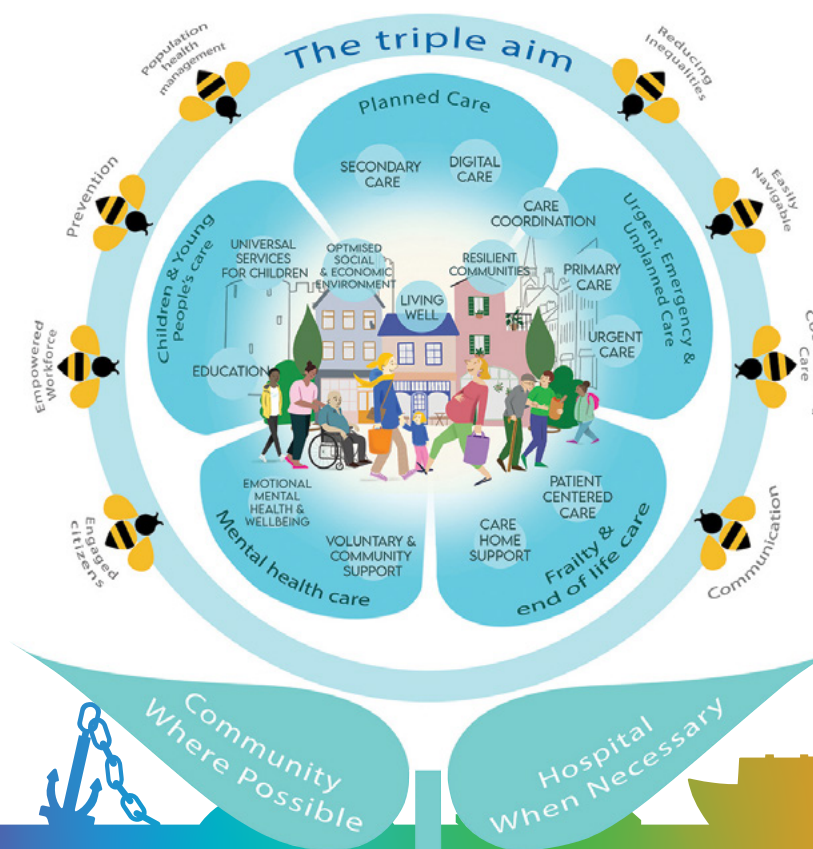 The triple aim
Population
health
management
Reducing
Inequalities
Prevention
Easily
Navigable
Empowered
Workforce
Care
Engaged
citizens
Communication
Planned Care
SECONDARY
CARE
DIGITAL
CARE
CARE
COORDINATION
Children & Young
People's care
UNIVERSAL
SERVICES
FOR CHILDREN
OPTMISED
SOCIAL
& ECONOMIC
ENVIRONMENT
LIVING
WELL
RESILIENT
COMMUNITIES
PRIMARY
CARE
URGENT
CARE
Urgent, Emergency &
Unplanned Care
EDUCATION
EMOTIONAL
MENTAL
HEALTH &
WELLBEING
VOLUNTARY &
COMMUNITY
SUPPORT
Mental health care
PATIENT
CENTERED
CARE
CARE
HOME
SUPPORT
Frailty &
end of life care
Community
Where Possible
Hospital
When Necessary